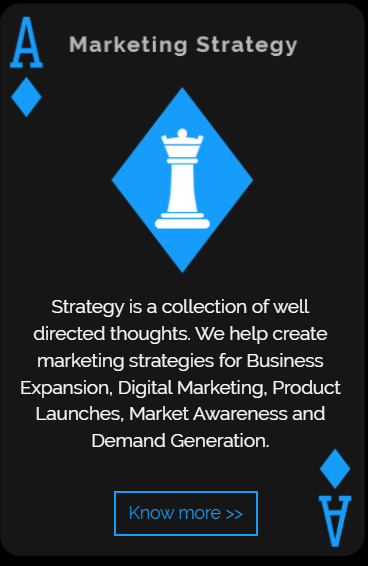 A
Marketing Strategy
Strategy is a collection of well
directed thoughts. We help create
marketing strategies for Business
Expansion, Digital Marketing, Product
Launches, Market Awareness and
Demand Generation.
Know more >>
A